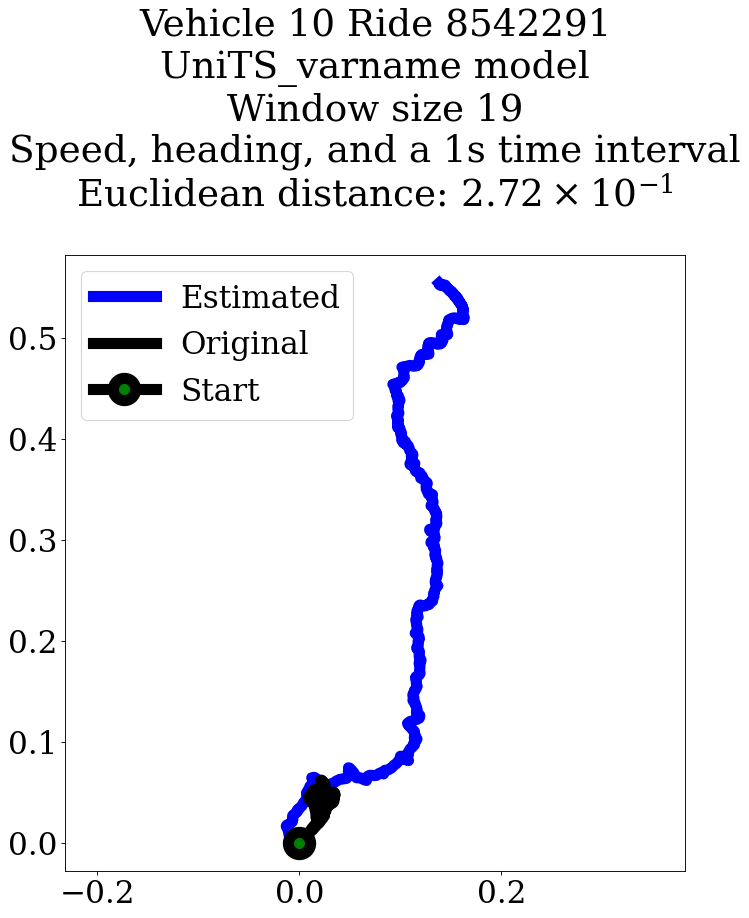 Vehicle 10 Ride 8542291
UniTS_varname model
Window size 19
Speed, heading, and a 1s time interval
Euclidean distance: 2.72 × 10⁻¹
Estimated
Original
Start
0.5
0.4
0.3
0.2
0.1
0.0
−0.2 0.0 0.2